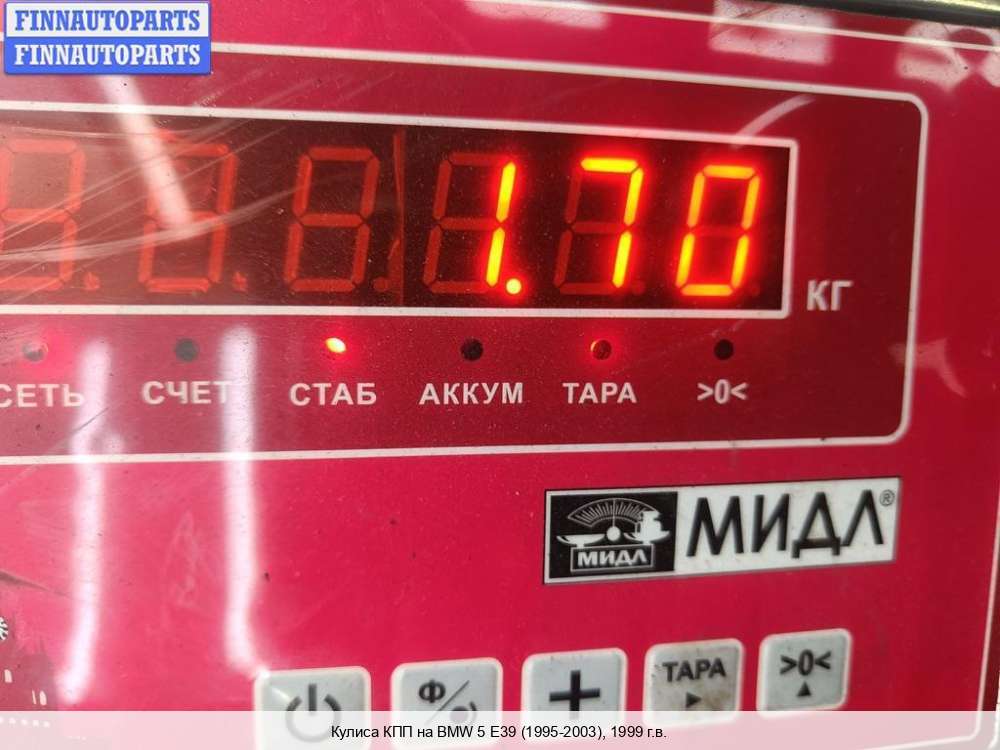 FINNAUTOPARTS
FINNAUTOPARTS
1.70
КГ
СЕТЬ СЧЕТ СТАБ АККУМ ТАРА >0<
МИДЛ МИДЛ®
Ф ТАРА >0<
Кулиса КПП на BMW 5 E39 (1995-2003), 1999 г.в.